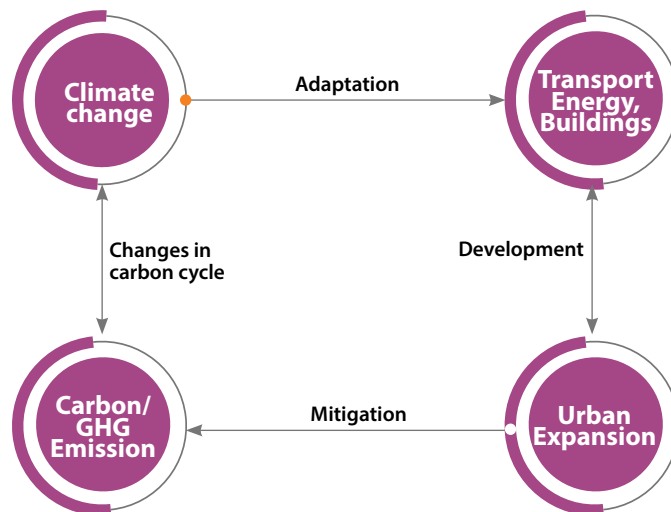 Climate
change
Adaptation
Transport
Energy,
Buildings
Changes in
carbon cycle
Development
Carbon/
GHG
Emission
Mitigation
Urban
Expansion